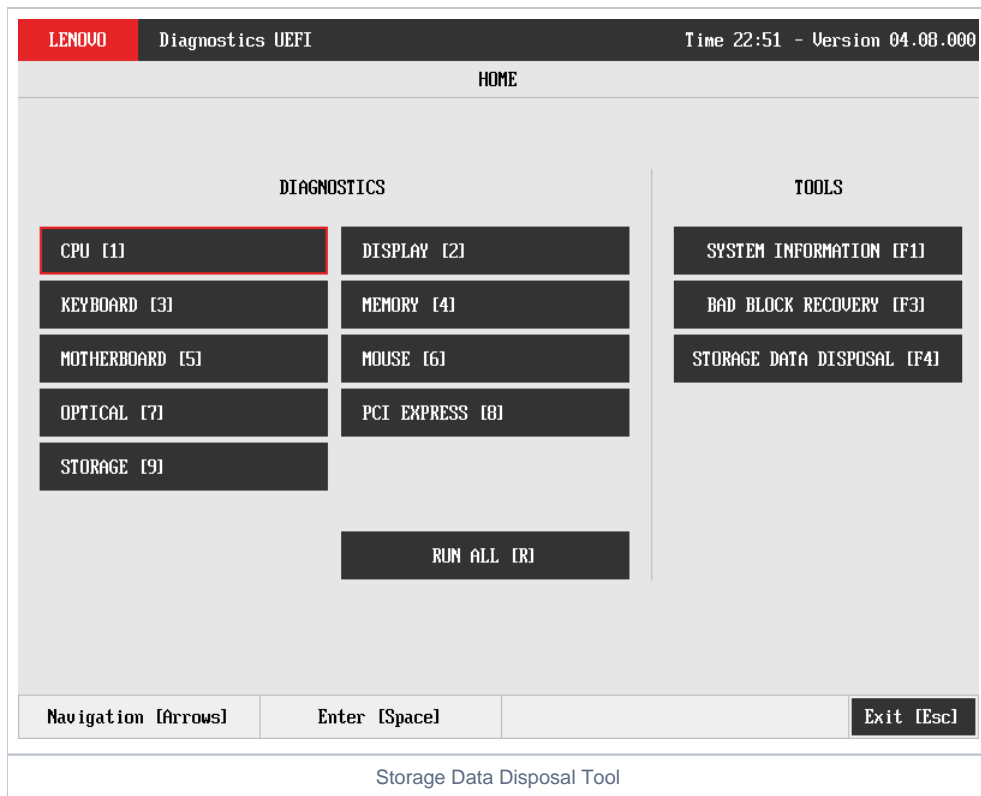 LENOVO Diagnostics UEFI Time 22:51 - Version 04.08.000
HOME
DIAGNOSTICS
TOOLS
CPU [1]
DISPLAY [2]
SYSTEM INFORMATION [F1]
KEYBOARD [3]
MEMORY [4]
BAD BLOCK RECOVERY [F3]
MOTHERBOARD [5]
MOUSE [6]
STORAGE DATA DISPOSAL [F4]
OPTICAL [7]
PCI EXPRESS [8]
STORAGE [9]
RUN ALL [R]
Navigation [Arrows] Enter [Space] Exit [Esc]
Storage Data Disposal Tool